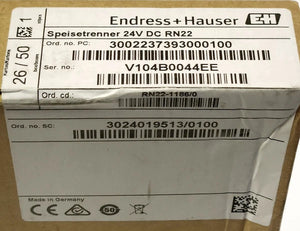 Endress+Hauser EH
Speisetrenner 24V DC RN22
Ord. no. PC: 3002237393000100
Ser. no.: V104B0044EE
Ord. cd.: RN22-1186/0
Ord. no. SC: 3024019513/0100
Made in Germany
26/50
1